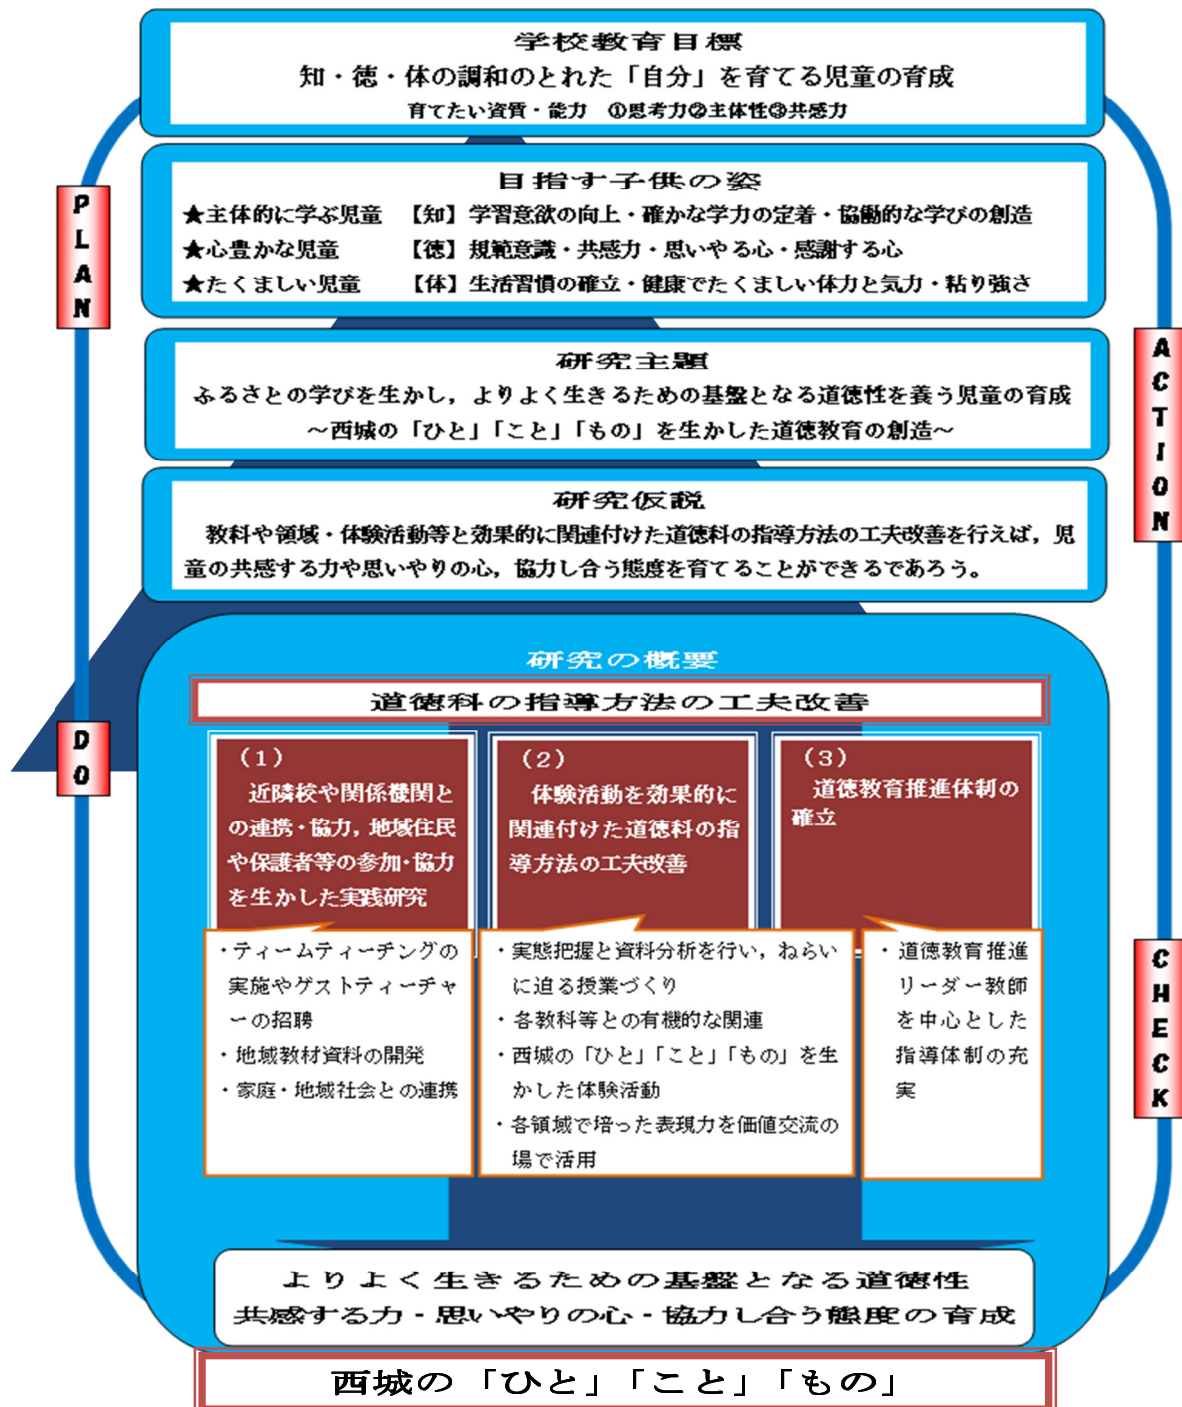 学校教育目標
知・徳・体の調和のとれた「自分」を育てる児童の育成
育てたい資質・能力　①思考力②主体性③共感力
目指す子供の姿
★主体的に学ぶ児童　【知】学習意欲の向上・確かな学力の定着・協働的な学びの創造
★心豊かな児童　【徳】規範意識・共感力・思いやる心・感謝する心
★たくましい児童　【体】生活習慣の確立・健康でたくましい体力と気力・粘り強さ
PLAN
ACTION
研究主題
ふるさとの学びを生かし，よりよく生きるための基盤となる道徳性を養う児童の育成
～西城の「ひと」「こと」「もの」を生かした道徳教育の創造～
研究仮説
教科や領域・体験活動等と効果的に関連付けた道徳科の指導方法の工夫改善を行えば，児
童の共感する力や思いやりの心，協力し合う態度を育てることができるであろう。
研究の概要
道徳科の指導方法の工夫改善
DO
CHECK
（1）
近隣校や関係機関と
の連携・協力，地域住民
や保護者等の参加・協力
を生かした実践研究
・ティームティーチングの
実施やゲストティーチャ
ーの招聘
・地域教材資料の開発
・家庭・地域社会との連携
（2）
体験活動を効果的に
関連付けた道徳科の指
導方法の工夫改善
・実態把握と資料分析を行い，ねらい
に迫る授業づくり
・各教科等との有機的な関連
・西城の「ひと」「こと」「もの」を生
かした体験活動
・各領域で培った表現力を価値交流の
場で活用
（3）
道徳教育推進体制の
確立
・道徳教育推進
リーダー教師
を中心とした
指導体制の充
実
よりよく生きるための基盤となる道徳性
共感する力‐思いやりの心‐協力し合う態度の育成
西城の「ひと」「こと」「もの」